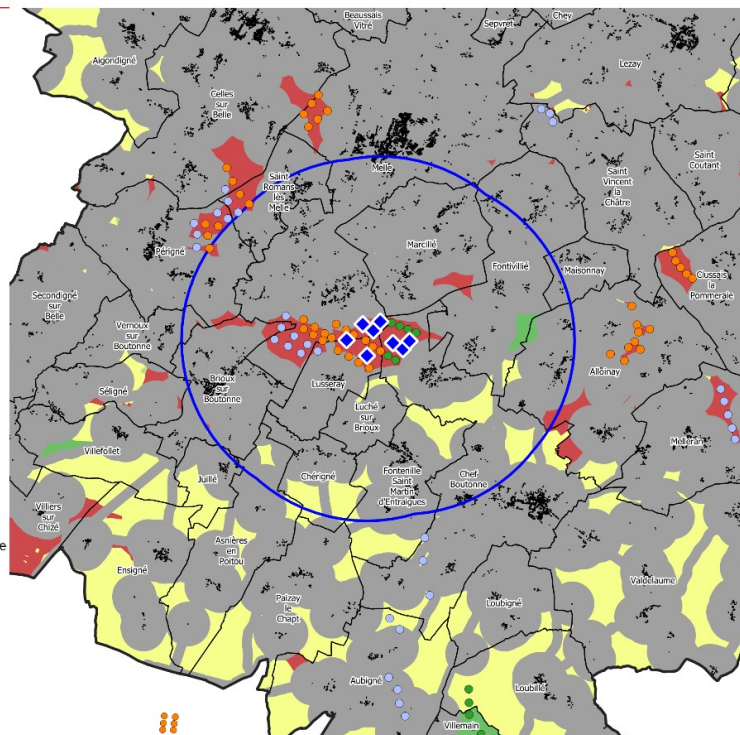 Beaussais
Vitré
Sepvret
Chey
Aigondigné
Lezay
Celles
sur
Belle
Saint
Coutant
Melle
Saint
Romans
lès
Melle
Saint
Vincent
la
Châtre
Marcillé
Périgné
Fontivillié
Maisonnay
Clussais
la
Pommeraie
Secondigné
sur
Belle
Vernoux
sur
Boutonne
Alloinay
Séligné
Brioux
sur
Boutonne
Lusseray
Luché
sur
Brioux
Melleran
Villefollet
Juillé
Chérigné
Fontenille
Saint
Martin
d'Entraigues
Chef
Boutonne
Villiers
sur
Chizé
e
Asnières
en
Poitou
Ensigné
Valdelaume
Paizay
le
Chapt
Loubigné
Aubigné
Loubillé
Villemain